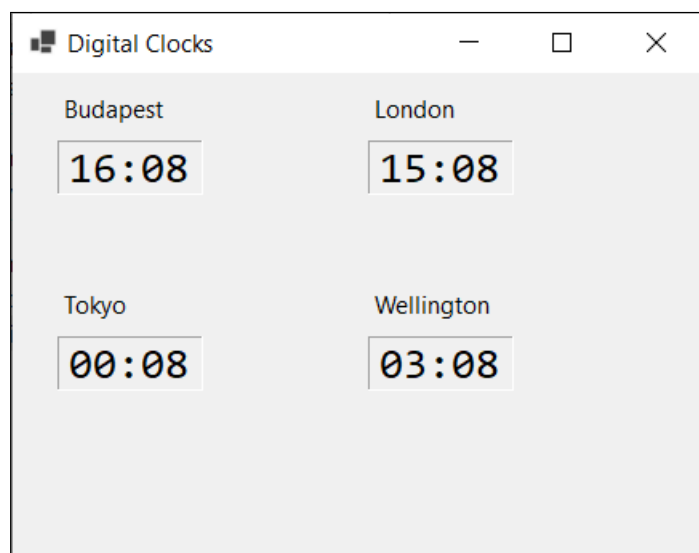 Digital Clocks
Budapest London
16:08 15:08
Tokyo Wellington
00:08 03:08